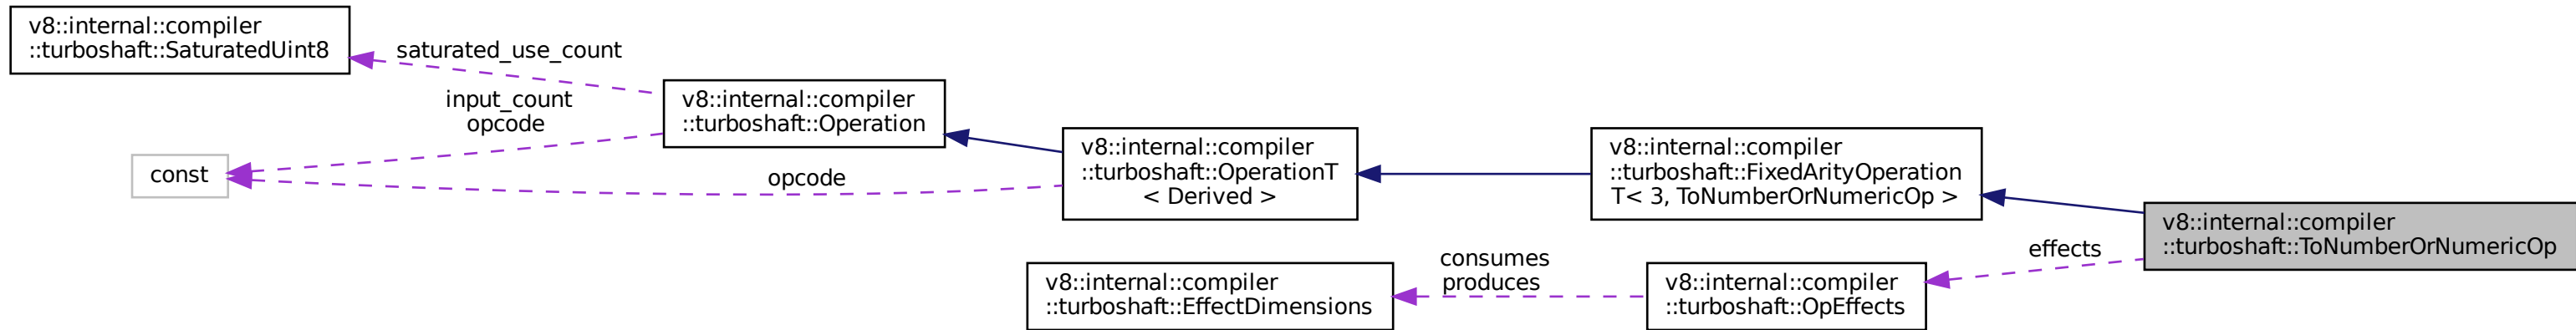 v8::internal::compiler
::turboshaft::SaturatedUint8
saturated_use_count
input_count
opcode
const
v8::internal::compiler
::turboshaft::Operation
opcode
v8::internal::compiler
::turboshaft::OperationT
< Derived >
v8::internal::compiler
::turboshaft::FixedArityOperation
T< 3, ToNumberOrNumericOp >
v8::internal::compiler
::turboshaft::EffectDimensions
consumes
produces
v8::internal::compiler
::turboshaft::OpEffects
effects
v8::internal::compiler
::turboshaft::ToNumberOrNumericOp